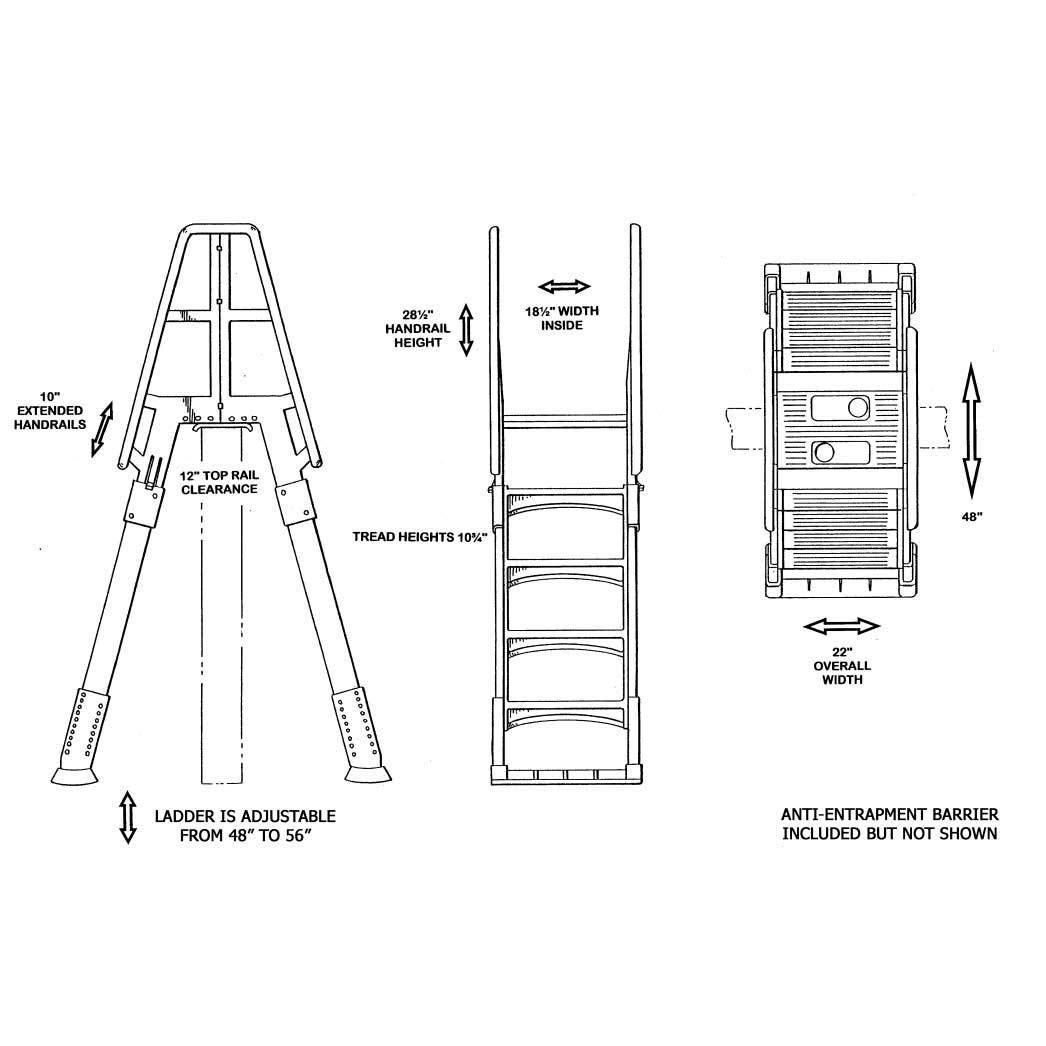 10"
EXTENDED
HANDRAILS
12" TOP RAIL
CLEARANCE
LADDER IS ADJUSTABLE
FROM 48” TO 56”
28½"
HANDRAIL
HEIGHT
18½" WIDTH
INSIDE
TREAD HEIGHTS 10¾"
48"
22"
OVERALL
WIDTH
ANTI-ENTRAPMENT BARRIER
INCLUDED BUT NOT SHOWN